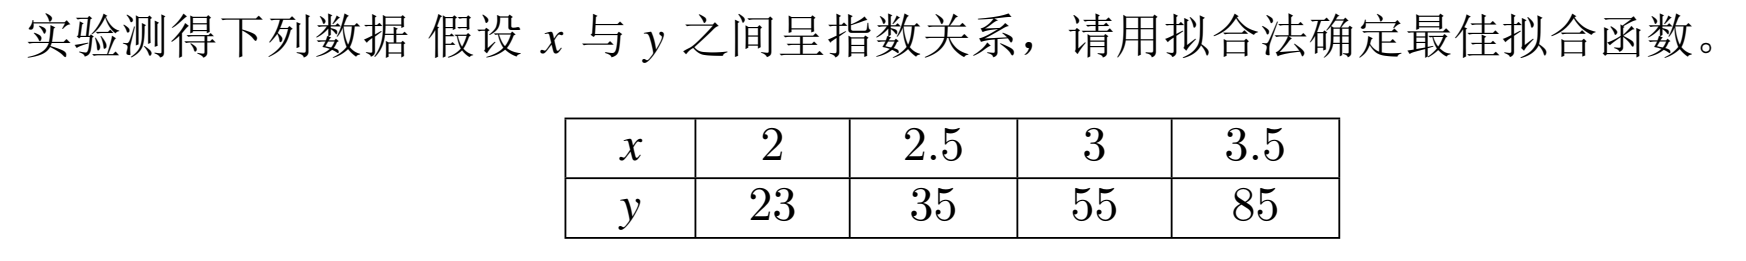 实验测得下列数据 假设 x 与 y 之间呈指数关系，请用拟合法确定最佳拟合函数。
x 2 2.5 3 3.5
y 23 35 55 85